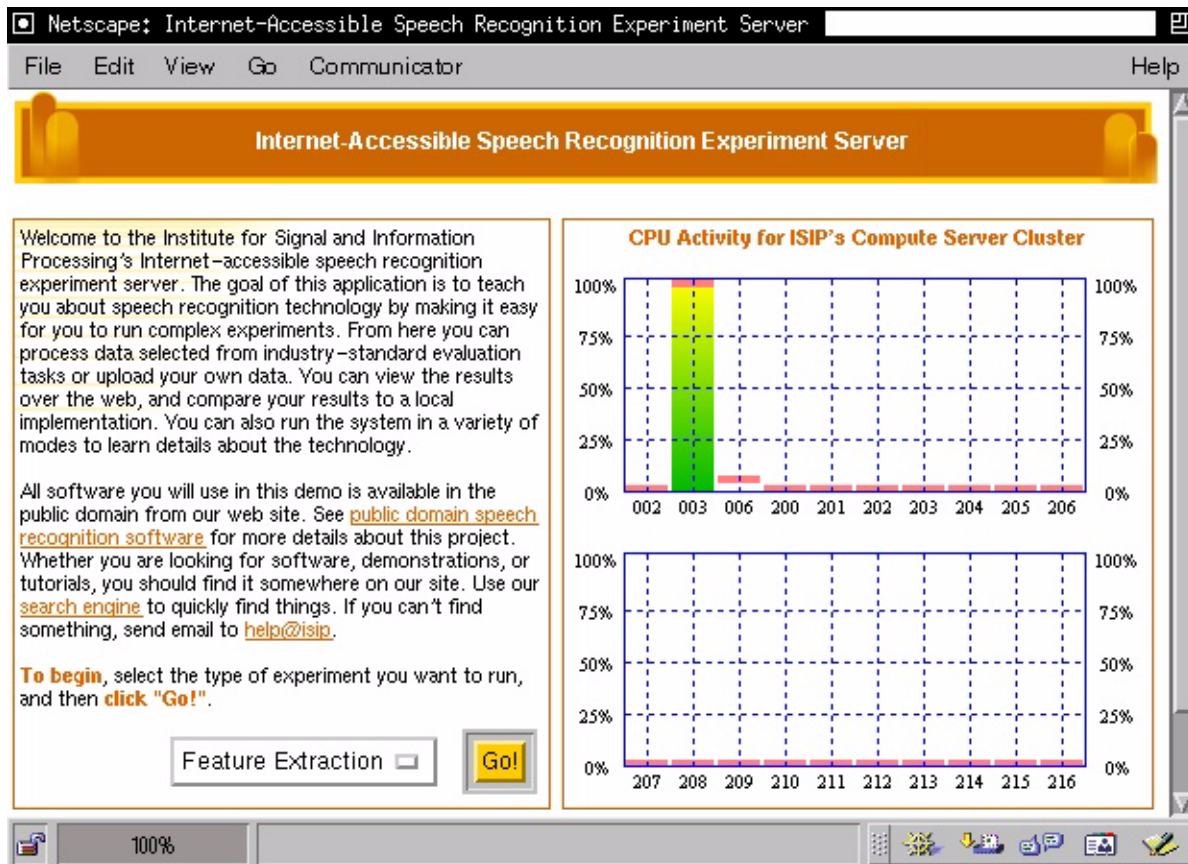 Netscape: Internet-Accessible Speech Recognition Experiment Server
File Edit View Go Communicator Help
Internet-Accessible Speech Recognition Experiment Server
Welcome to the Institute for Signal and Information
Processing's Internet-accessible speech recognition
experiment server. The goal of this application is to teach
you about speech recognition technology by making it easy
for you to run complex experiments. From here you can
process data selected from industry-standard evaluation
tasks or upload your own data. You can view the results
over the web, and compare your results to a local
implementation. You can also run the system in a variety of
modes to learn details about the technology.
All software you will use in this demo is available in the
public domain from our web site. See public domain speech
recognition software for more details about this project.
Whether you are looking for software, demonstrations, or
tutorials, you should find it somewhere on our site. Use our
search engine to quickly find things. If you can't find
something, send email to help@isip.
To begin, select the type of experiment you want to run,
and then click "Go!".
Feature Extraction Go!
CPU Activity for ISIP's Compute Server Cluster
100% 100%
75% 75%
50% 50%
25% 25%
0% 0%
002 003 006 200 201 202 203 204 205 206
100% 100%
75% 75%
50% 50%
25% 25%
0% 0%
207 208 209 210 211 212 213 214 215 216
100%